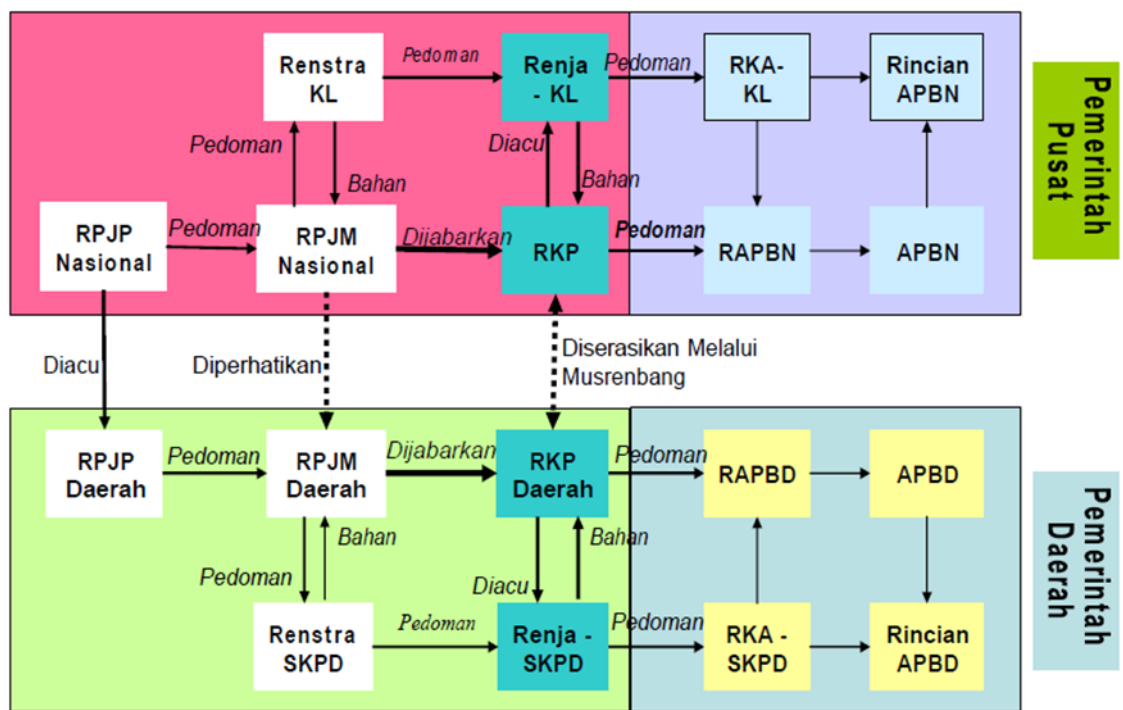 Renstra
KL
Pedoman
Renja
- KL
Pedoman
RKA-
KL
Rincian
APBN
Pemerintah
Pusat
Pedoman
Bahan
Diacu
Bahan
RPJP
Nasional
Pedoman
RPJM
Nasional
Dijabarkan
RKP
Pedoman
RAPBN
APBN
Diacu
Diperhatikan
Diserasikan Melalui
Musrenbang
RPJP
Daerah
Pedoman
RPJM
Daerah
Dijabarkan
RKP
Daerah
Pedoman
RAPBD
APBD
Pemerintah
Daerah
Pedoman
Bahan
Diacu
Bahan
Renstra
SKPD
Pedoman
Renja -
SKPD
Pedoman
RKA -
SKPD
Rincian
APBD